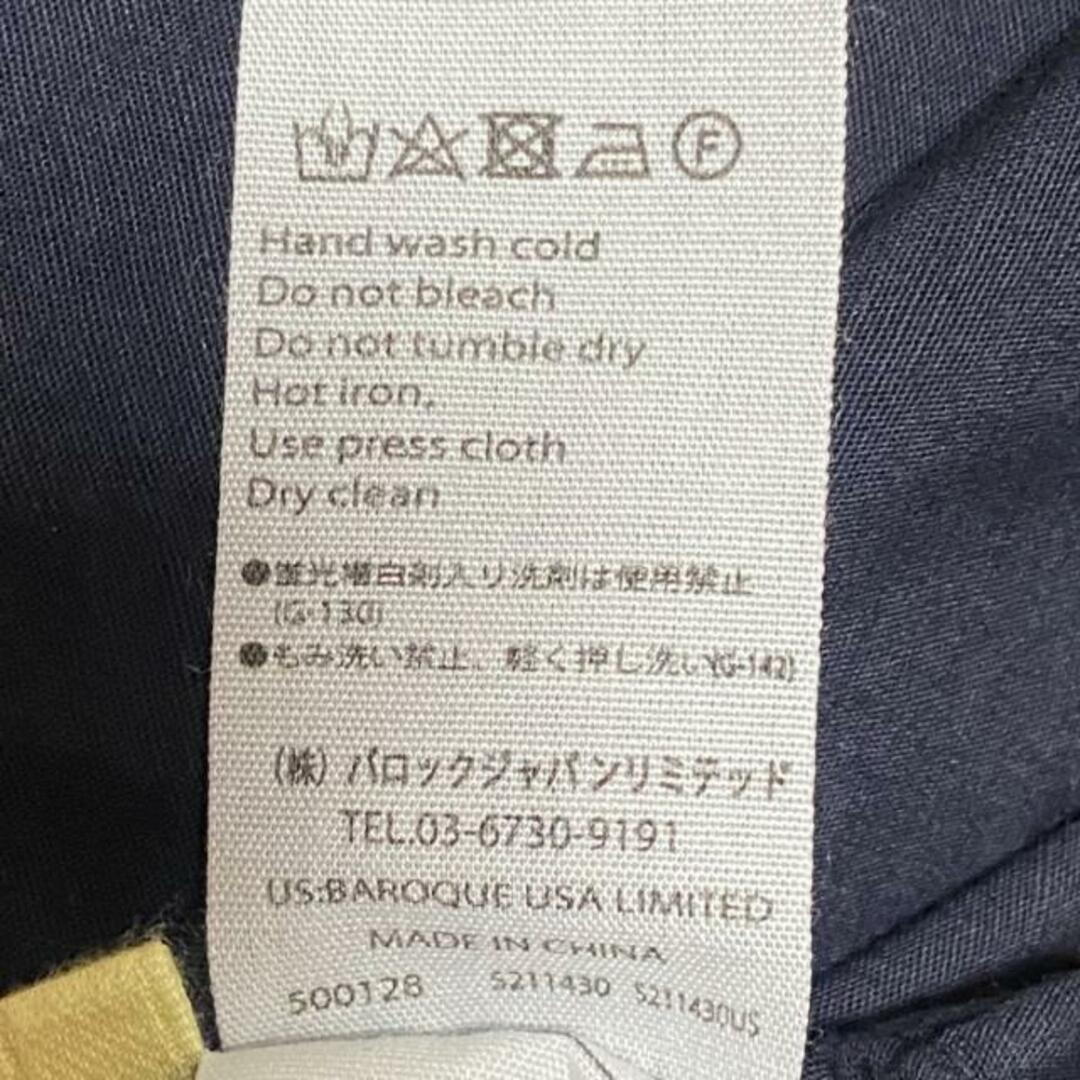 F
Hand wash cold
Do not bleach
Do not tumble dry
Hot iron,
Use press cloth
Dry clean
●蛍光増白剤入り洗剤は使用禁止
(G-130)
●もみ洗い禁止、軽く押し洗い(G-142)
(株) バロックジャパンリミテッド
TEL.03-6730-9191
US:BAROQUE USA LIMITED
MADE IN CHINA
500128 5211430 5211430US